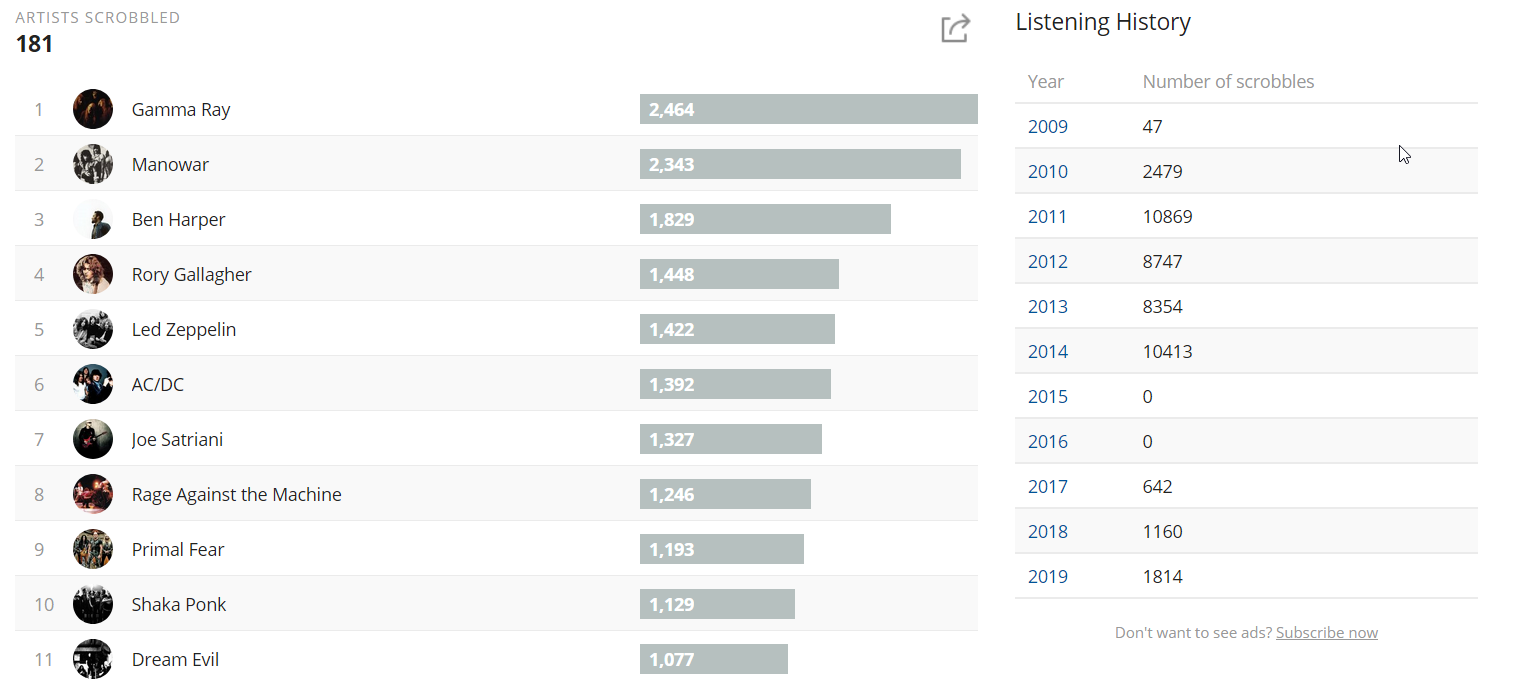 ARTISTS SCROBBLED
181
1 Gamma Ray 2,464
2 Manowar 2,343
3 Ben Harper 1,829
4 Rory Gallagher 1,448
5 Led Zeppelin 1,422
6 AC/DC 1,392
7 Joe Satriani 1,327
8 Rage Against the Machine 1,246
9 Primal Fear 1,193
10 Shaka Ponk 1,129
11 Dream Evil 1,077
Listening History
Year Number of scrobbles
2009 47
2010 2479
2011 10869
2012 8747
2013 8354
2014 10413
2015 0
2016 0
2017 642
2018 1160
2019 1814
Don't want to see ads? Subscribe now